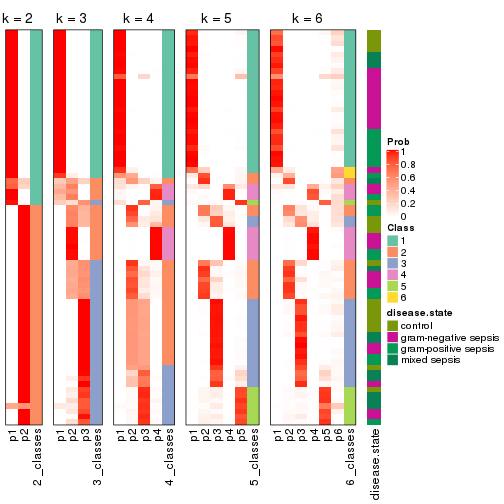 k = 2 k = 3 k = 4 k = 5 k = 6
Prob
1
0.8
0.6
0.4
0.2
0
Class
1
2
3
4
5
6
disease.state
control
gram-negative sepsis
gram-positive sepsis
mixed sepsis
p1
p2
2_classes
p1
p2
p3
3_classes
p1
p2
p3
p4
4_classes
p1
p2
p3
p4
p5
5_classes
p1
p2
p3
p4
p5
p6
6_classes
disease.state